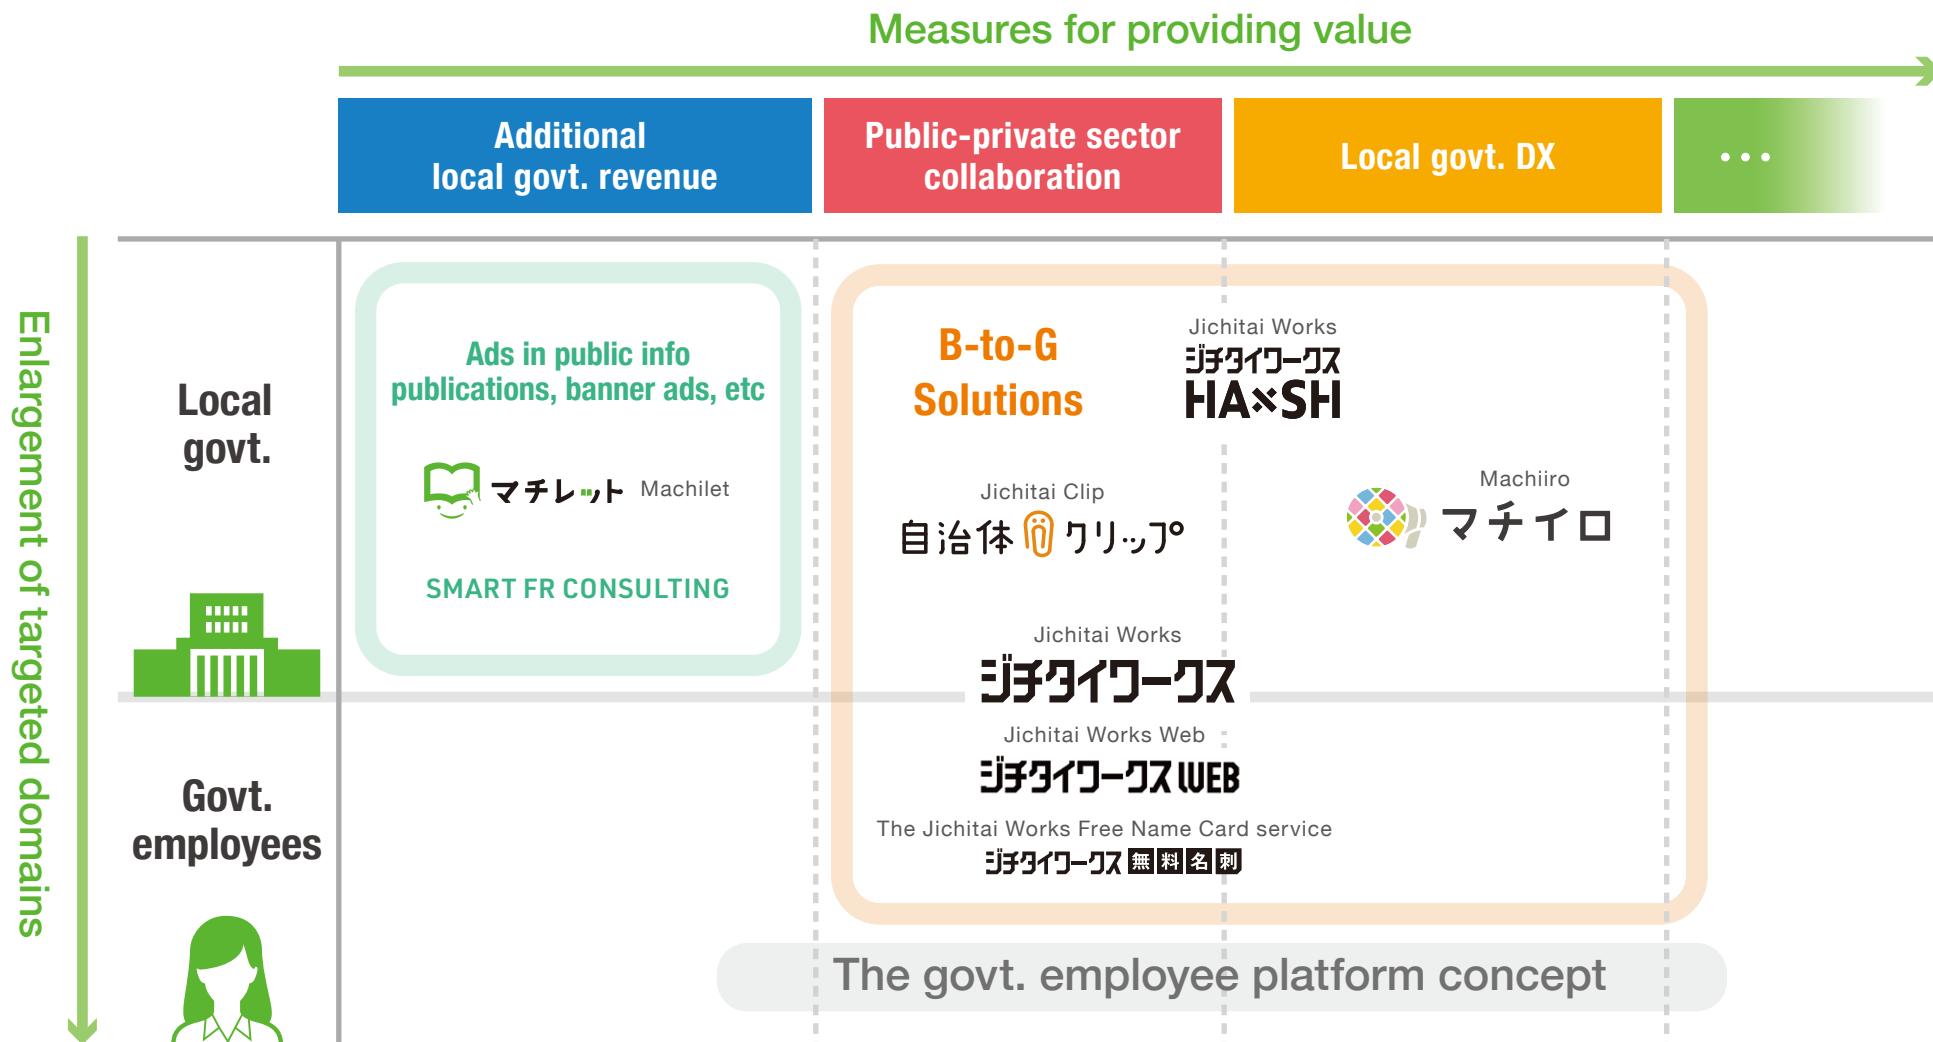 Measures for providing value
Additional
local govt. revenue
Public-private sector
collaboration
Local govt. DX
...
Enlargement of targeted domains
Local
govt.
Ads in public info
publications, banner ads, etc
マチレット Machilet
SMART FR CONSULTING
B-to-G
Solutions
Jichitai Works
ジチタイワークス
HA×SH
Jichitai Clip
自治体クリップ
Machiiro
マチイロ
Jichitai Works
ジチタイワークス
Jichitai Works Web
ジチタイワークス WEB
The Jichitai Works Free Name Card service
ジチタイワークス 無料名刺
Govt.
employees
The govt. employee platform concept